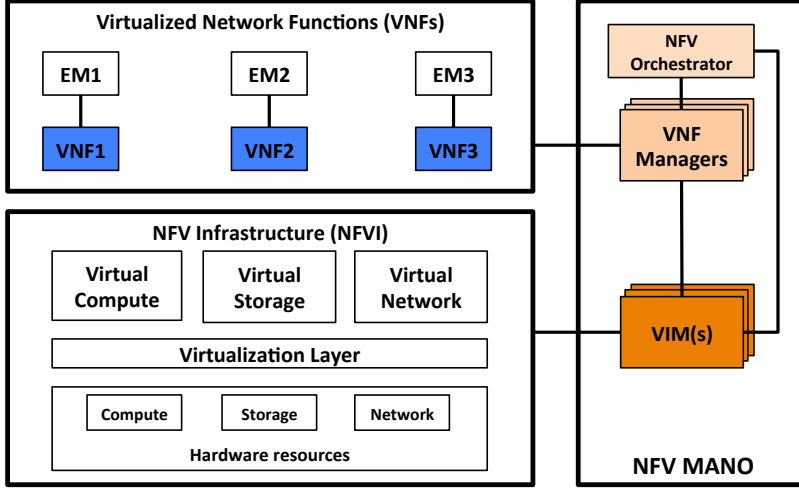 Virtualized Network Functions (VNFs)
EM1
EM2
EM3
VNF1
VNF2
VNF3
NFV Infrastructure (NFVI)
Virtual
Compute
Virtual
Storage
Virtual
Network
Virtualization Layer
Compute
Storage
Network
Hardware resources
NFV
Orchestrator
VNF
Managers
VIM(s)
NFV MANO